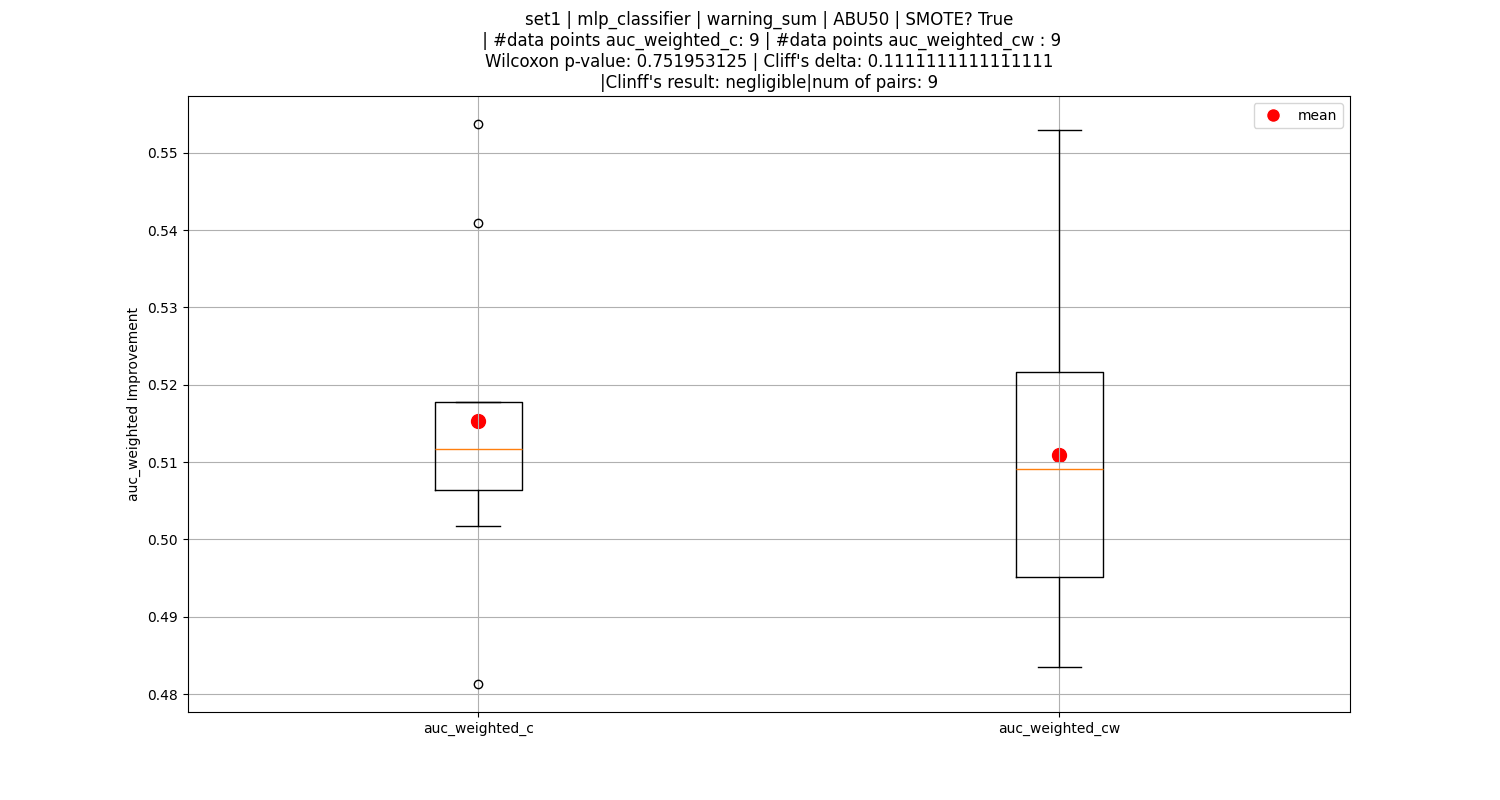 set1 | mlp_classifier | warning_sum | ABU50 | SMOTE? True
| #data points auc_weighted_c: 9 | #data points auc_weighted_cw : 9
Wilcoxon p-value: 0.751953125 | Cliff's delta: 0.1111111111111111
|Clinff's result: negligible|num of pairs: 9
mean
auc_weighted Improvement
0.55
0.54
0.53
0.52
0.51
0.50
0.49
0.48
auc_weighted_c
auc_weighted_cw